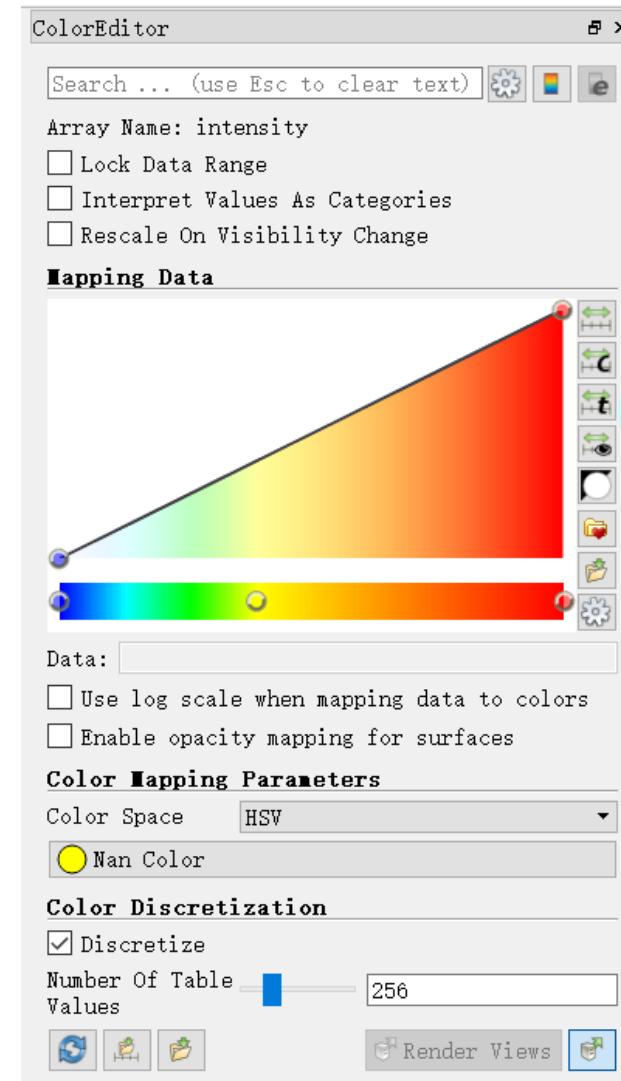 ColorEditor
Search ... (use Esc to clear text)
Array Name: intensity
Lock Data Range
Interpret Values As Categories
Rescale On Visibility Change
Mapping Data
Data:
Use log scale when mapping data to colors
Enable opacity mapping for surfaces
Color Mapping Parameters
Color Space HSV
Nan Color
Color Discretization
Discretize
Number Of Table
Values
256
Render Views